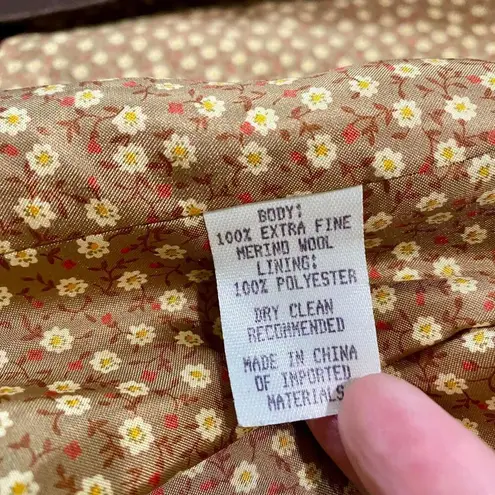 BODY:
100% EXTRA FINE
MERINO WOOL
LINING:
100% POLYESTER
DRY CLEAN
RECOMMENDED
MADE IN CHINA
OF IMPORTED
MATERIALS